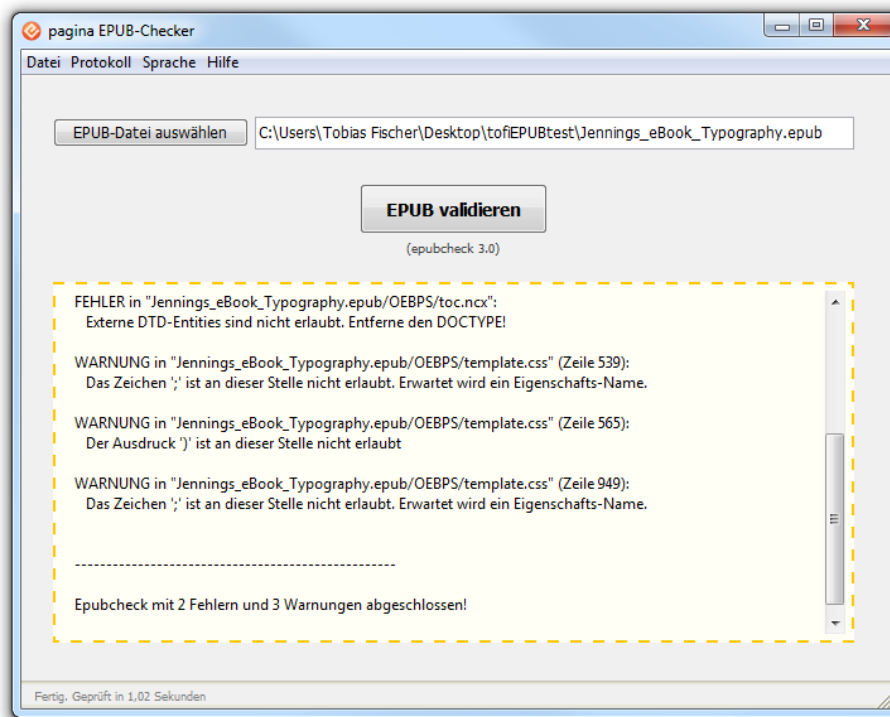 pagina EPUB-Checker
Datei Protokoll Sprache Hilfe
EPUB-Datei auswählen
C:\Users\Tobias Fischer\Desktop\tofiEPUBtest\Jennings_eBook_Typography.epub
EPUB validieren
(epubcheck 3.0)
FEHLER in "Jennings_eBook_Typography.epub/OEBPS/toc.ncx":
Externe DTD-Entities sind nicht erlaubt. Entferne den DOCTYPE!
WARNUNG in "Jennings_eBook_Typography.epub/OEBPS/template.css" (Zeile 539):
Das Zeichen ';' ist an dieser Stelle nicht erlaubt. Erwartet wird ein Eigenschafts-Name.
WARNUNG in "Jennings_eBook_Typography.epub/OEBPS/template.css" (Zeile 565):
Der Ausdruck ')' ist an dieser Stelle nicht erlaubt
WARNUNG in "Jennings_eBook_Typography.epub/OEBPS/template.css" (Zeile 949):
Das Zeichen ';' ist an dieser Stelle nicht erlaubt. Erwartet wird ein Eigenschafts-Name.
---------------------------------------------------
Epubcheck mit 2 Fehlern und 3 Warnungen abgeschlossen!
Fertig. Geprüft in 1,02 Sekunden